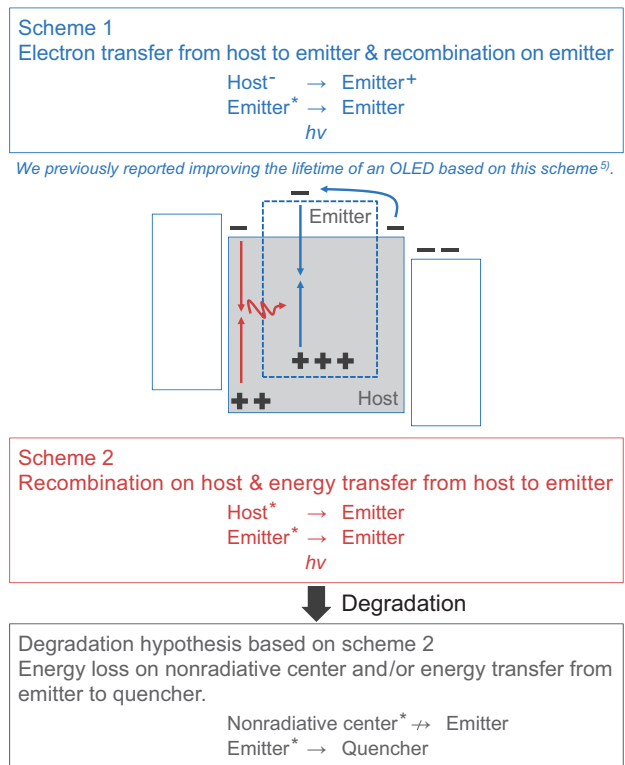 Scheme 1
Electron transfer from host to emitter & recombination on emitter
Host⁻ → Emitter⁺
Emitter* → Emitter
hν
We previously reported improving the lifetime of an OLED based on this scheme⁵⁾.
Emitter
Host
Scheme 2
Recombination on host & energy transfer from host to emitter
Host* → Emitter
Emitter* → Emitter
hν
Degradation
Degradation hypothesis based on scheme 2
Energy loss on nonradiative center and/or energy transfer from
emitter to quencher.
Nonradiative center* ↛ Emitter
Emitter* → Quencher